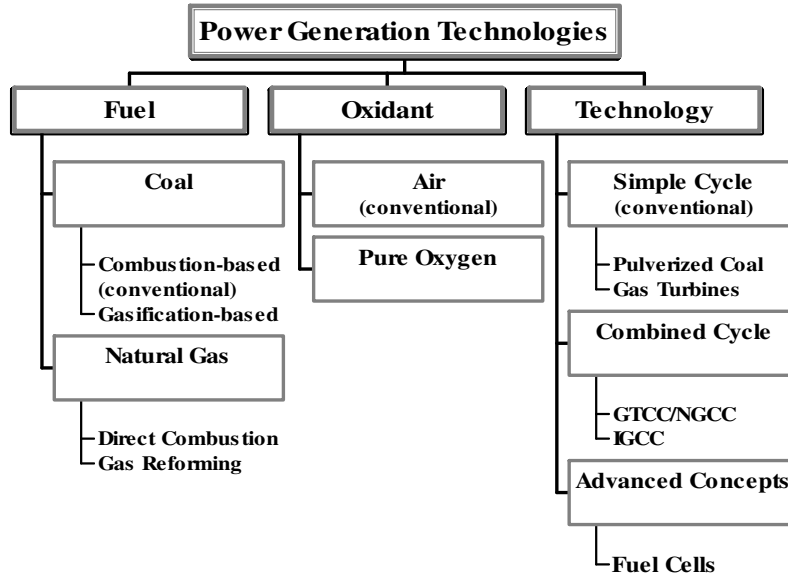 Power Generation Technologies
Fuel
Oxidant
Technology
Coal
Combustion-based
(conventional)
Gasification-based
Natural Gas
Direct Combustion
Gas Reforming
Air
(conventional)
Pure Oxygen
Simple Cycle
(conventional)
Pulverized Coal
Gas Turbines
Combined Cycle
GTCC/NGCC
IGCC
Advanced Concepts
Fuel Cells